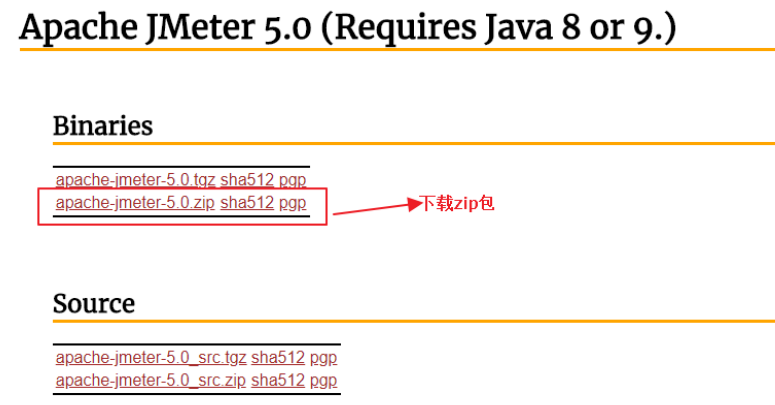 Apache JMeter 5.0 (Requires Java 8 or 9.)
Binaries
apache-jmeter-5.0.tgz sha512 pgp
apache-jmeter-5.0.zip sha512 pgp
下载zip包
Source
apache-jmeter-5.0_src.tgz sha512 pgp
apache-jmeter-5.0_src.zip sha512 pgp